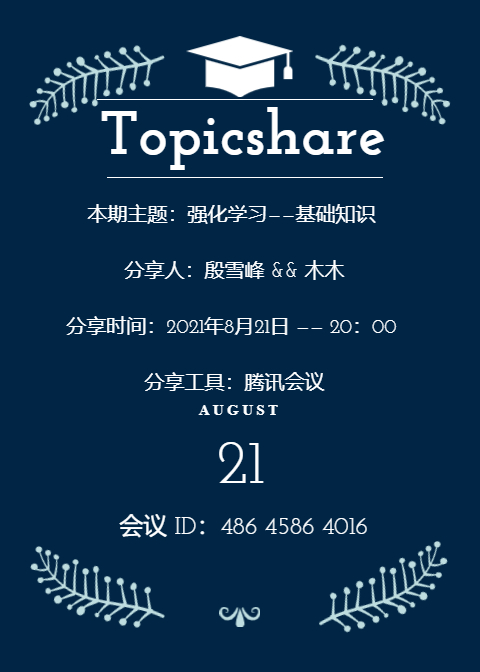 Topicshare
本期主题：强化学习--基础知识
分享人：殷雪峰 && 木木
分享时间：2021年8月21日 -- 20：00
分享工具：腾讯会议
AUGUST
21
会议 ID：486 4586 4016